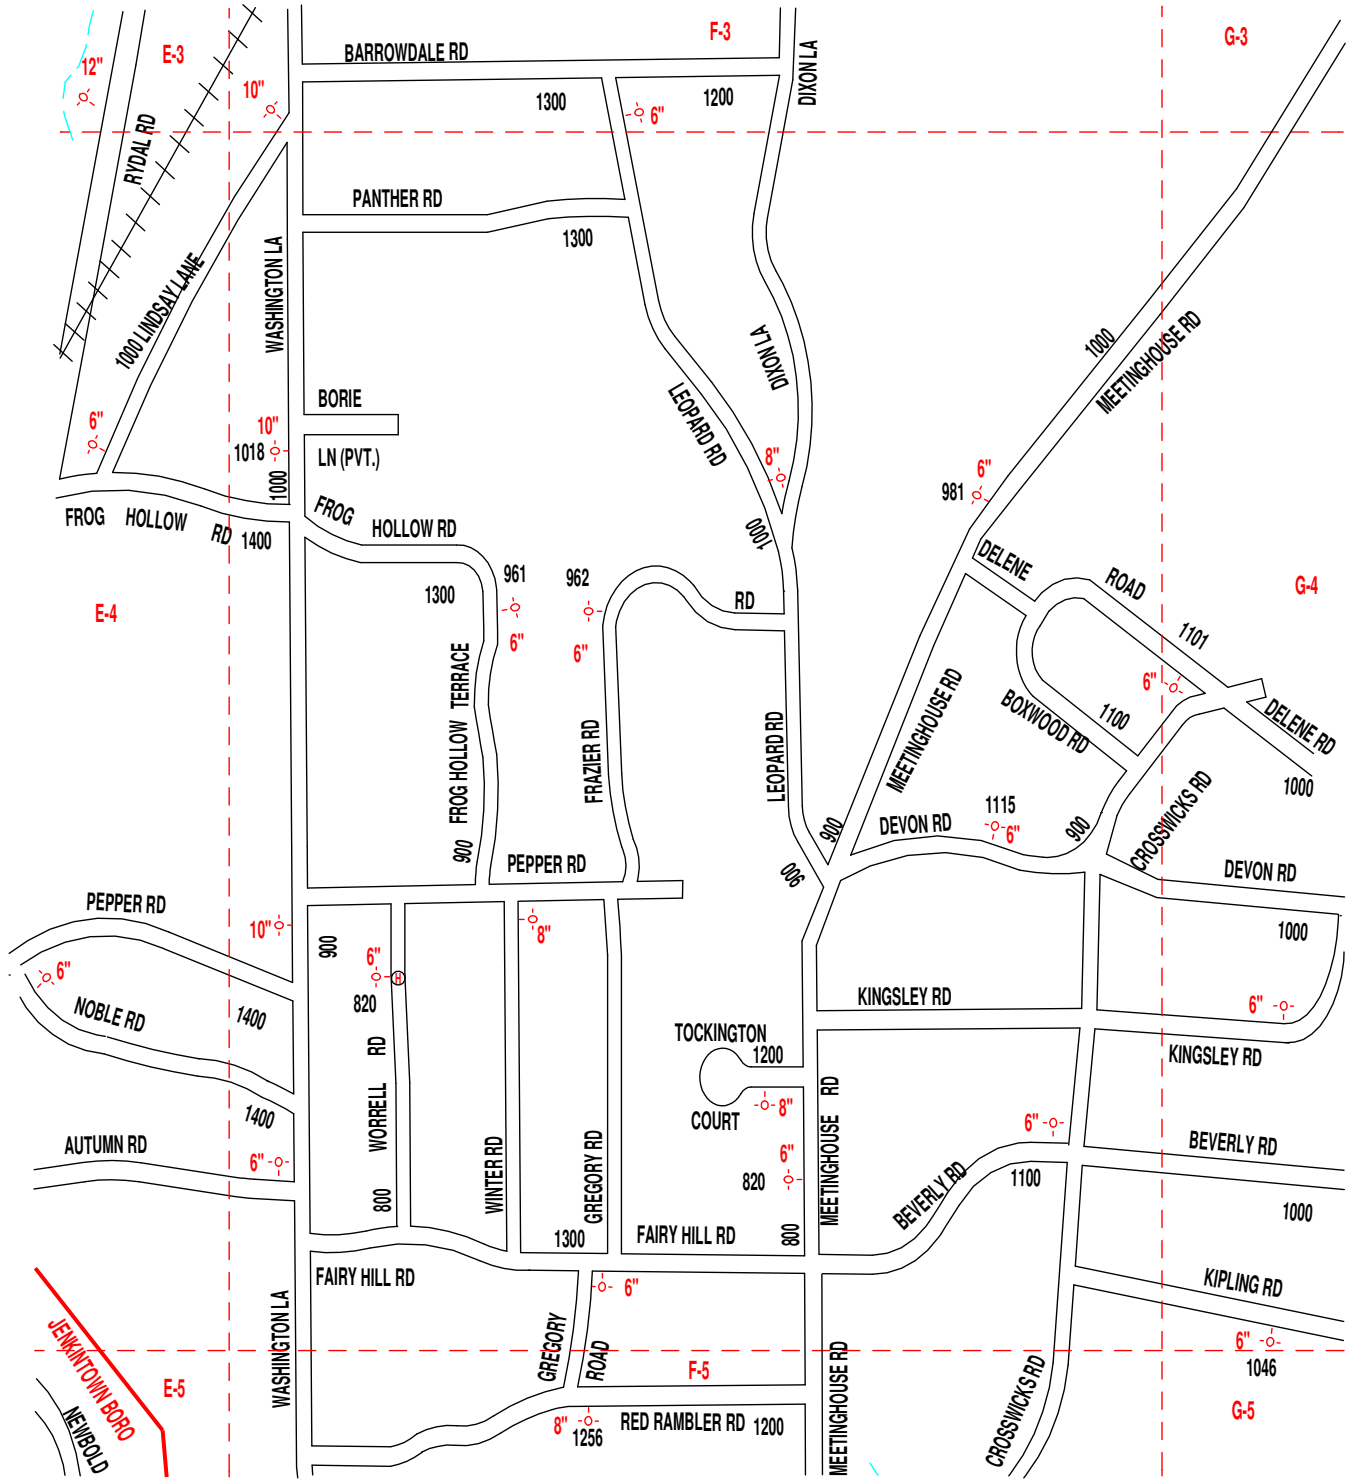 F-3
G-3
E-3
BARROWDALE RD
DIXON LA
12"
10"
1300
1200
6"
RYDAL RD
PANTHER RD
1300
WASHINGTON LA
1000 LINDSAY LANE
1000
MEETINGHOUSE RD
DIXON LA
LEOPARD RD
BORIE
6"
10"
1018
LN (PVT.)
1000
8"
6"
981
FROG HOLLOW RD
1400
FROG HOLLOW RD
1000
DELENE ROAD
961
962
1300
RD
G-4
E-4
6"
6"
1101
FROG HOLLOW TERRACE
900
FRAZIER RD
LEOPARD RD
MEETINGHOUSE RD
6"
BOXWOOD RD
1100
DELENE RD
1000
1115
6"
900
DEVON RD
900
CROSSWICKS RD
PEPPER RD
900
DEVON RD
1000
PEPPER RD
10"
8"
900
6"
820
6"
NOBLE RD
1400
KINGSLEY RD
6"
KINGSLEY RD
TOCKINGTON
1200
COURT
8"
WORRELL RD
800
1400
AUTUMN RD
6"
WINTER RD
GREGORY RD
MEETINGHOUSE RD
6"
820
800
6"
BEVERLY RD
BEVERLY RD
1100
1000
1300
FAIRY HILL RD
FAIRY HILL RD
6"
KIPLING RD
WASHINGTON LA
GREGORY
ROAD
JENKINTOWN BORO
E-5
F-5
MEETINGHOUSE RD
CROSSWICKS RD
6"
1046
G-5
NEWBOLD
8"
1256
RED RAMBLER RD
1200
H